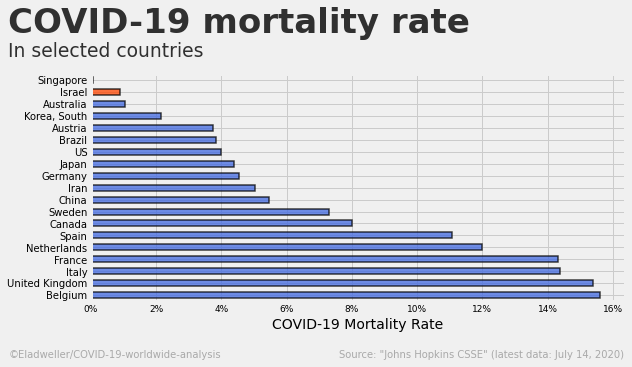 COVID-19 mortality rate
In selected countries
Singapore
Israel
Australia
Korea, South
Austria
Brazil
US
Japan
Germany
Iran
China
Sweden
Canada
Spain
Netherlands
France
Italy
United Kingdom
Belgium
0% 2% 4% 6% 8% 10% 12% 14% 16%
COVID-19 Mortality Rate
©Eladweller/COVID-19-worldwide-analysis Source: "Johns Hopkins CSSE" (latest data: July 14, 2020)